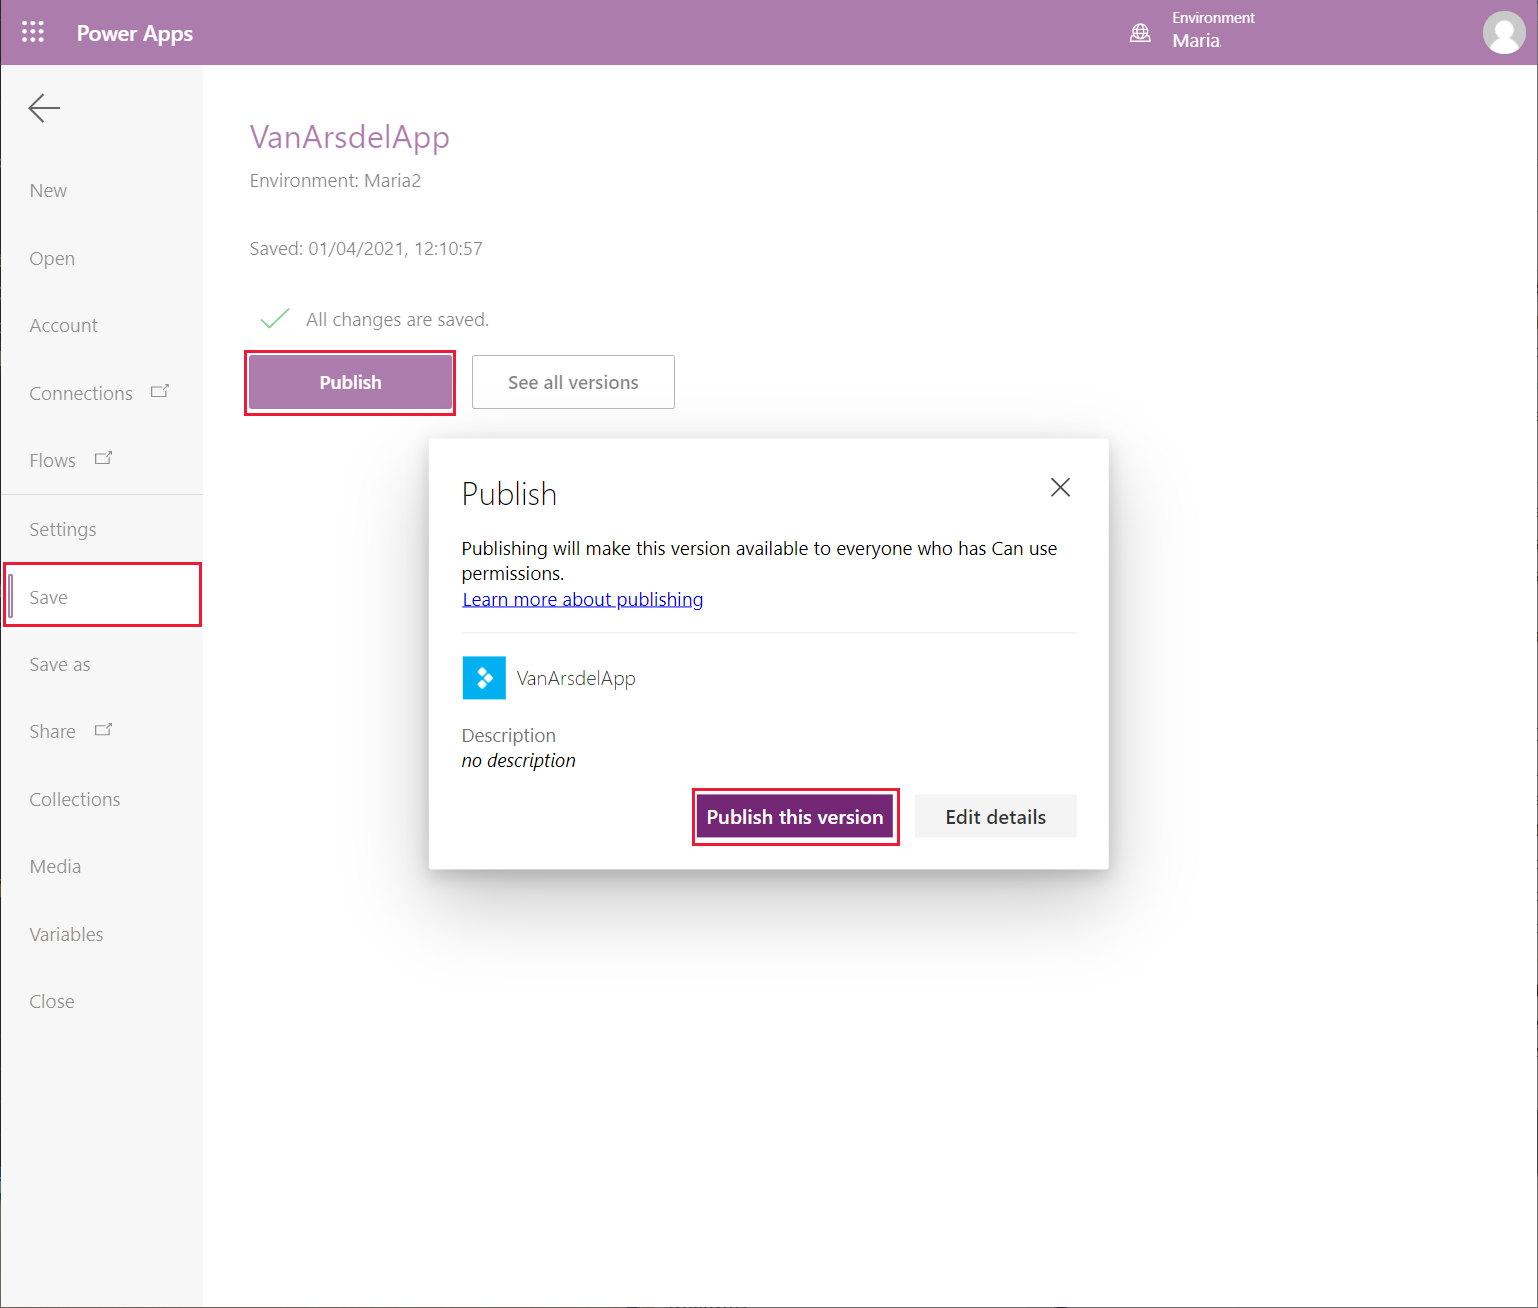 Power Apps
Environment
Maria
VanArsdelApp
Environment: Maria2
Saved: 01/04/2021, 12:10:57
All changes are saved.
Publish
See all versions
New
Open
Account
Connections
Flows
Settings
Save
Save as
Share
Collections
Media
Variables
Close
Publish
Publishing will make this version available to everyone who has Can use
permissions.
Learn more about publishing
VanArsdelApp
Description
no description
Publish this version
Edit details